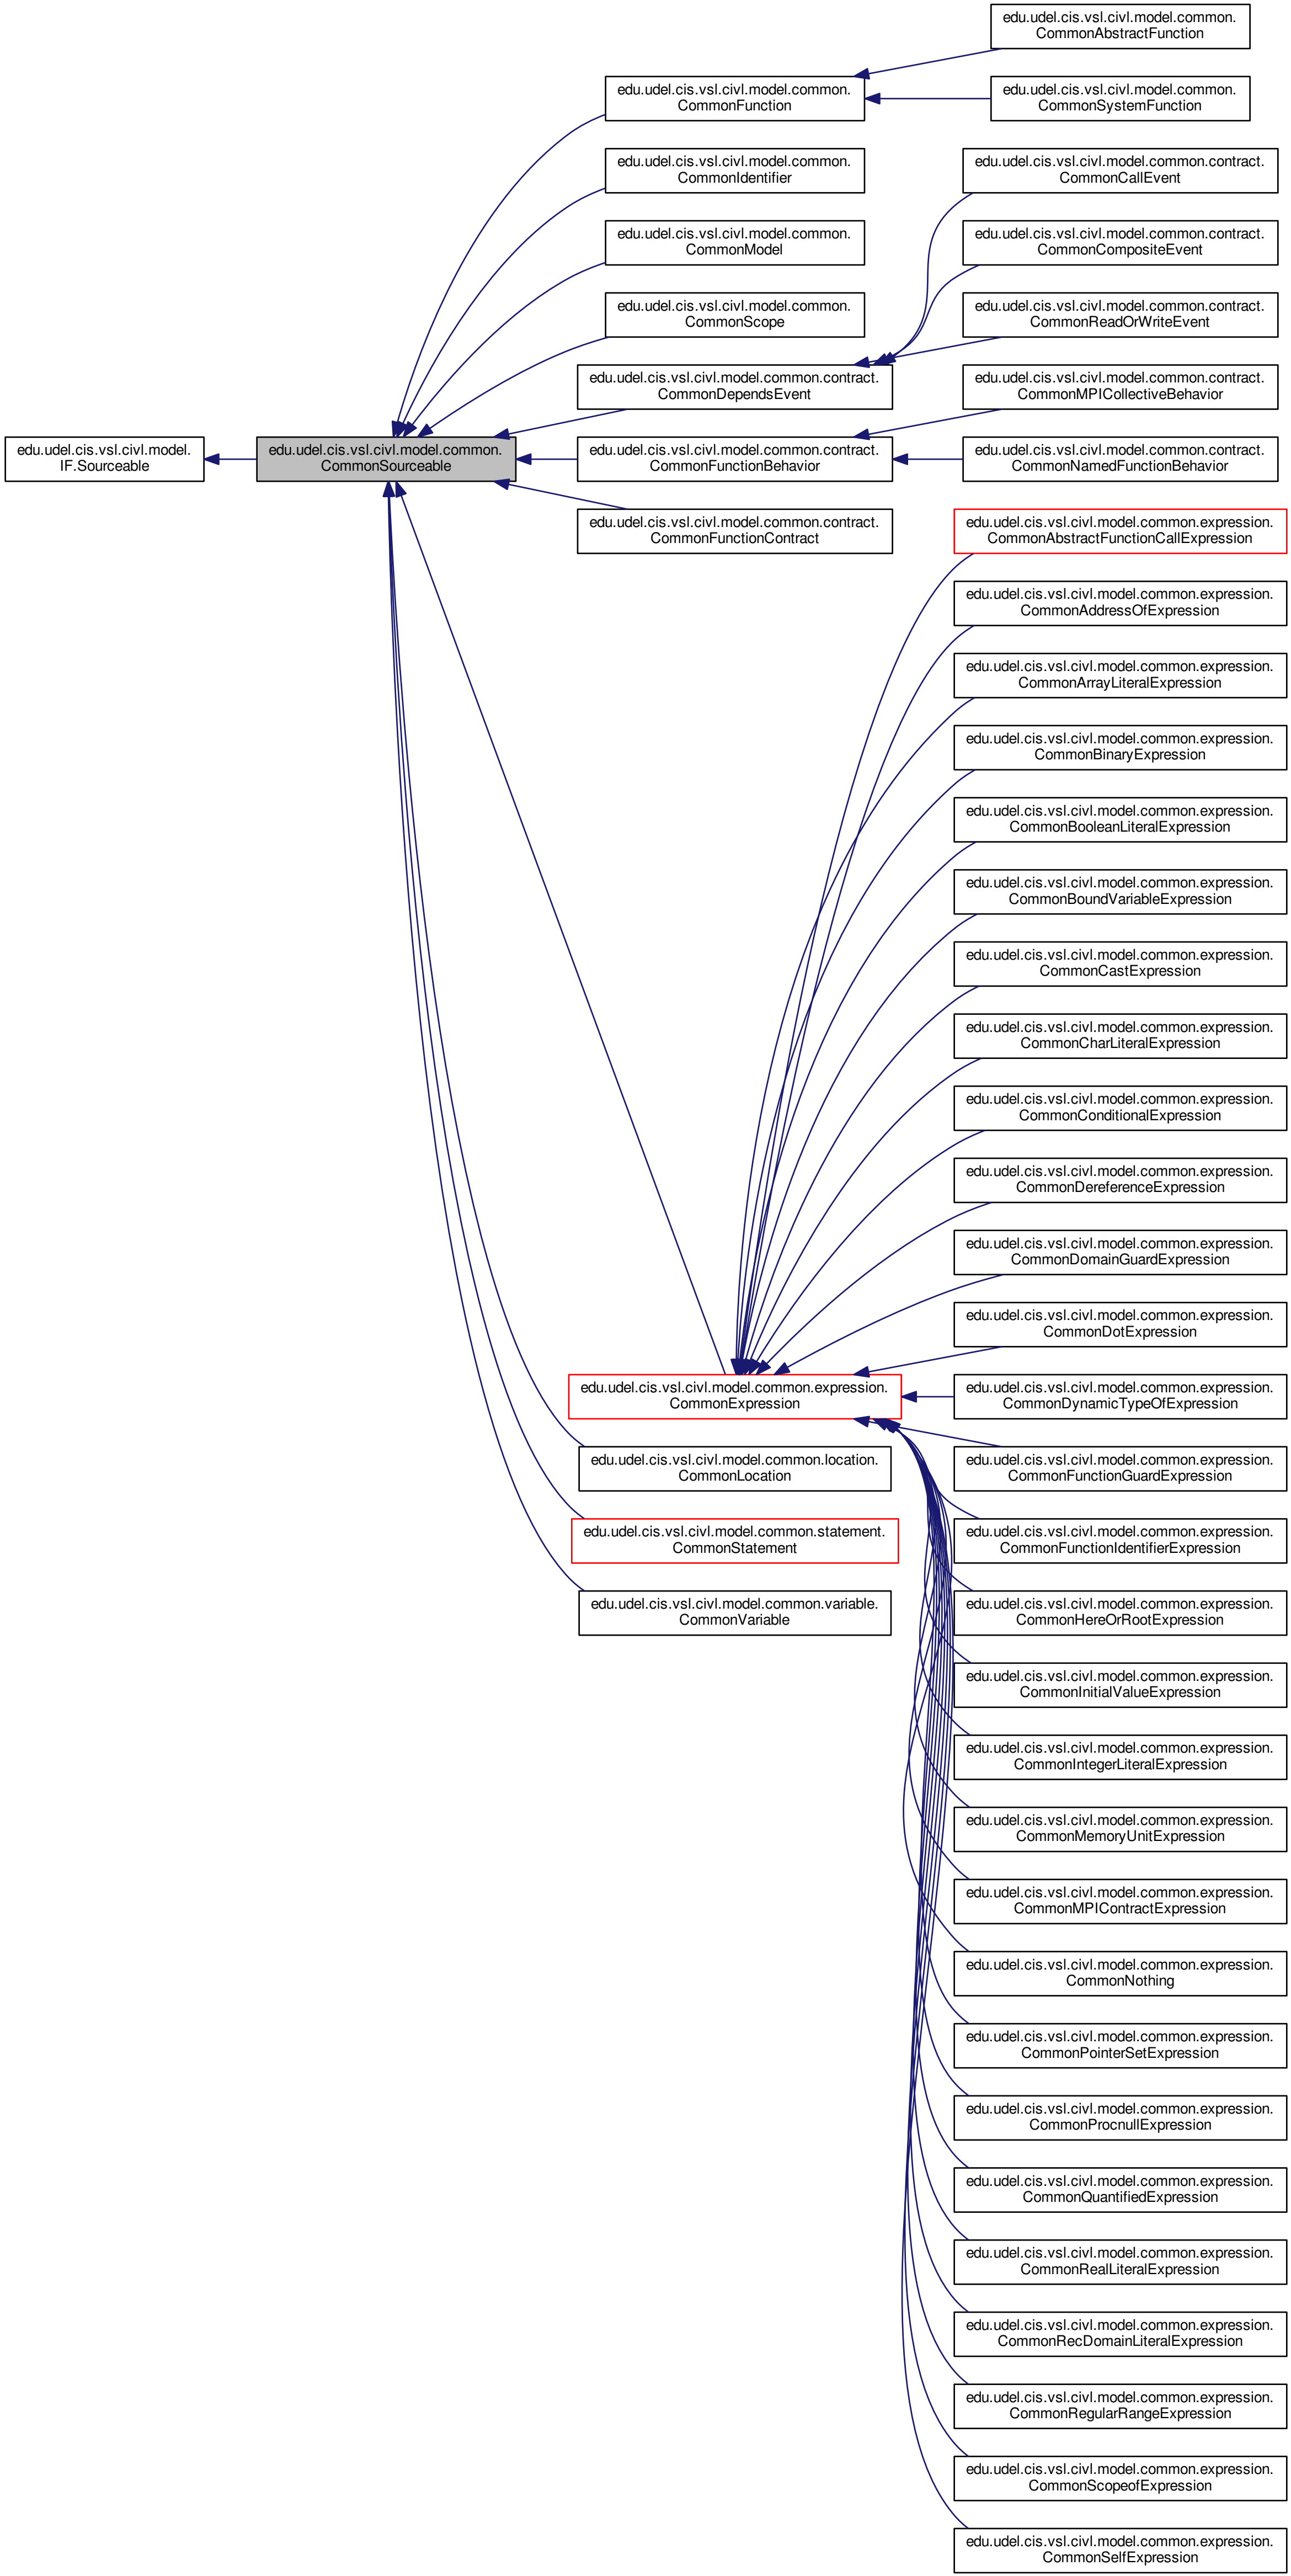 edu.udel.cis.vsl.civl.model.common.
CommonAbstractFunction
edu.udel.cis.vsl.civl.model.common.
CommonFunction
edu.udel.cis.vsl.civl.model.common.
CommonSystemFunction
edu.udel.cis.vsl.civl.model.common.
CommonIdentifier
edu.udel.cis.vsl.civl.model.common.contract.
CommonCallEvent
edu.udel.cis.vsl.civl.model.common.
CommonModel
edu.udel.cis.vsl.civl.model.common.contract.
CommonCompositeEvent
edu.udel.cis.vsl.civl.model.common.
CommonScope
edu.udel.cis.vsl.civl.model.common.contract.
CommonReadOrWriteEvent
edu.udel.cis.vsl.civl.model.common.contract.
CommonDependsEvent
edu.udel.cis.vsl.civl.model.common.contract.
CommonMPICollectiveBehavior
edu.udel.cis.vsl.civl.model.
IF.Sourceable
edu.udel.cis.vsl.civl.model.common.
CommonSourceable
edu.udel.cis.vsl.civl.model.common.contract.
CommonFunctionBehavior
edu.udel.cis.vsl.civl.model.common.contract.
CommonNamedFunctionBehavior
edu.udel.cis.vsl.civl.model.common.contract.
CommonFunctionContract
edu.udel.cis.vsl.civl.model.common.expression.
CommonAbstractFunctionCallExpression
edu.udel.cis.vsl.civl.model.common.expression.
CommonAddressOfExpression
edu.udel.cis.vsl.civl.model.common.expression.
CommonArrayLiteralExpression
edu.udel.cis.vsl.civl.model.common.expression.
CommonBinaryExpression
edu.udel.cis.vsl.civl.model.common.expression.
CommonBooleanLiteralExpression
edu.udel.cis.vsl.civl.model.common.expression.
CommonBoundVariableExpression
edu.udel.cis.vsl.civl.model.common.expression.
CommonCastExpression
edu.udel.cis.vsl.civl.model.common.expression.
CommonCharLiteralExpression
edu.udel.cis.vsl.civl.model.common.expression.
CommonConditionalExpression
edu.udel.cis.vsl.civl.model.common.expression.
CommonDereferenceExpression
edu.udel.cis.vsl.civl.model.common.expression.
CommonDomainGuardExpression
edu.udel.cis.vsl.civl.model.common.expression.
CommonDotExpression
edu.udel.cis.vsl.civl.model.common.expression.
CommonExpression
edu.udel.cis.vsl.civl.model.common.expression.
CommonDynamicTypeOfExpression
edu.udel.cis.vsl.civl.model.common.location.
CommonLocation
edu.udel.cis.vsl.civl.model.common.expression.
CommonFunctionGuardExpression
edu.udel.cis.vsl.civl.model.common.statement.
CommonStatement
edu.udel.cis.vsl.civl.model.common.expression.
CommonFunctionIdentifierExpression
edu.udel.cis.vsl.civl.model.common.variable.
CommonVariable
edu.udel.cis.vsl.civl.model.common.expression.
CommonHereOrRootExpression
edu.udel.cis.vsl.civl.model.common.expression.
CommonInitialValueExpression
edu.udel.cis.vsl.civl.model.common.expression.
CommonIntegerLiteralExpression
edu.udel.cis.vsl.civl.model.common.expression.
CommonMemoryUnitExpression
edu.udel.cis.vsl.civl.model.common.expression.
CommonMPIContractExpression
edu.udel.cis.vsl.civl.model.common.expression.
CommonNothing
edu.udel.cis.vsl.civl.model.common.expression.
CommonPointerSetExpression
edu.udel.cis.vsl.civl.model.common.expression.
CommonProcnullExpression
edu.udel.cis.vsl.civl.model.common.expression.
CommonQuantifiedExpression
edu.udel.cis.vsl.civl.model.common.expression.
CommonRealLiteralExpression
edu.udel.cis.vsl.civl.model.common.expression.
CommonRecDomainLiteralExpression
edu.udel.cis.vsl.civl.model.common.expression.
CommonRegularRangeExpression
edu.udel.cis.vsl.civl.model.common.expression.
CommonScopeofExpression
edu.udel.cis.vsl.civl.model.common.expression.
CommonSelfExpression